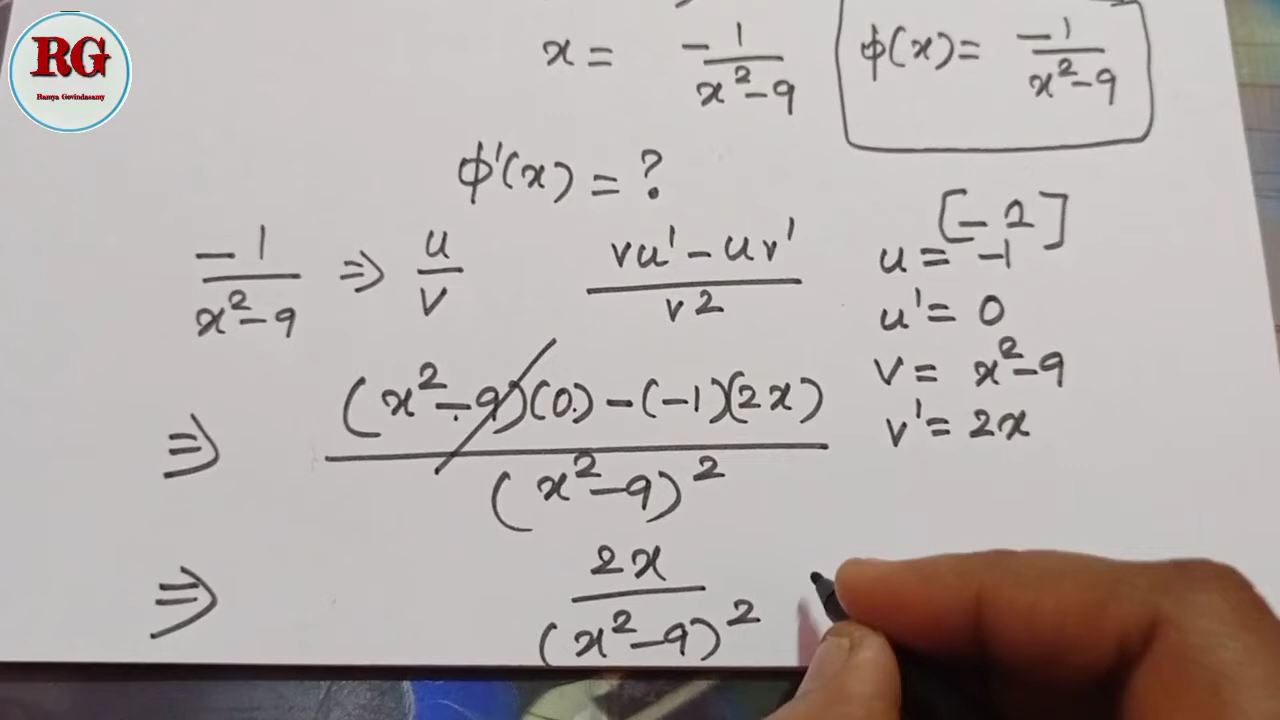 RG
Ramya Govindasamy
x = -1/(x²-9)
φ(x) = -1/(x²-9)
φ'(x) = ?
-1/(x²-9) ⇒ u/v
(vu' - uv')/v2
[-2]
u = -1
u' = 0
v = x²-9
v' = 2x
⇒ ((x²-9)(0) - (-1)(2x))/(x²-9)²
⇒ 2x/(x²-9)²